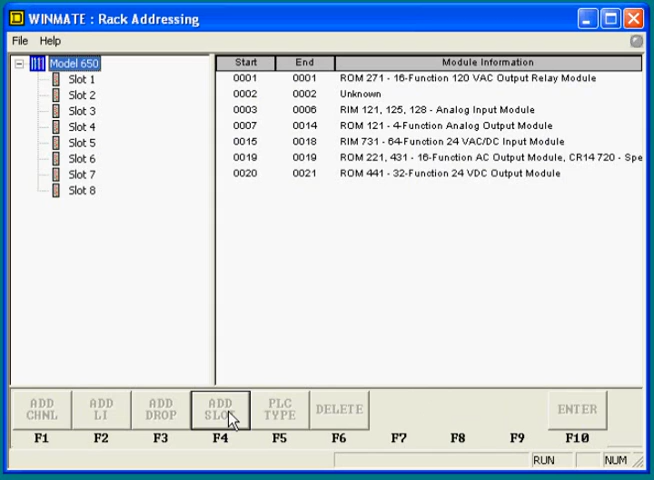 WINMATE : Rack Addressing
File Help
Model 650
Slot 1
Slot 2
Slot 3
Slot 4
Slot 5
Slot 6
Slot 7
Slot 8
Start End Module Information
0001 0001 ROM 271 - 16-Function 120 VAC Output Relay Module
0002 0002 Unknown
0003 0006 RIM 121, 125, 128 - Analog Input Module
0007 0014 ROM 121 - 4-Function Analog Output Module
0015 0018 RIM 731 - 64-Function 24 VAC/DC Input Module
0019 0019 ROM 221, 431 - 16-Function AC Output Module, CR14 720 - Spe
0020 0021 ROM 441 - 32-Function 24 VDC Output Module
ADD CHNL ADD LI ADD DROP ADD SLOT PLC TYPE DELETE ENTER
F1 F2 F3 F4 F5 F6 F7 F8 F9 F10
RUN NUM